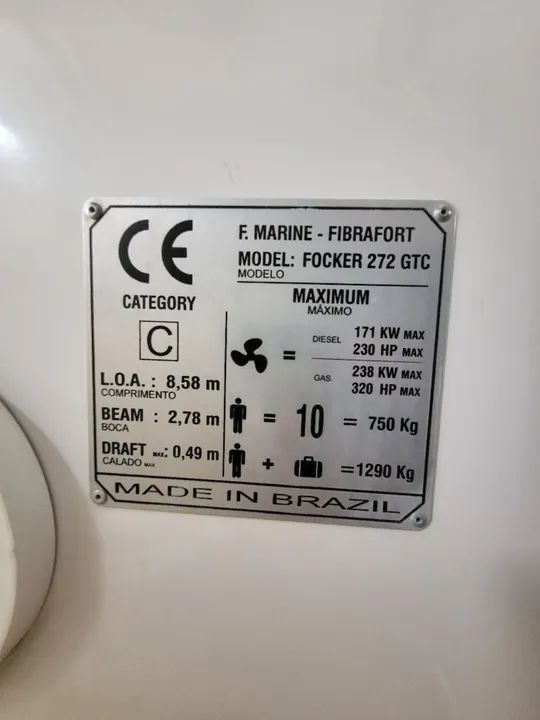 CE
F. MARINE - FIBRAFORT
MODEL: FOCKER 272 GTC
MODELO
CATEGORY
C
L.O.A. : 8,58 m
COMPRIMENTO
BEAM : 2,78 m
BOCA
DRAFT MAX.: 0,49 m
CALADO MAX
MAXIMUM
MÁXIMO
DIESEL 171 KW MAX
230 HP MAX
=
GAS. 238 KW MAX
320 HP MAX
= 10 = 750 Kg
+ =1290 Kg
MADE IN BRAZIL